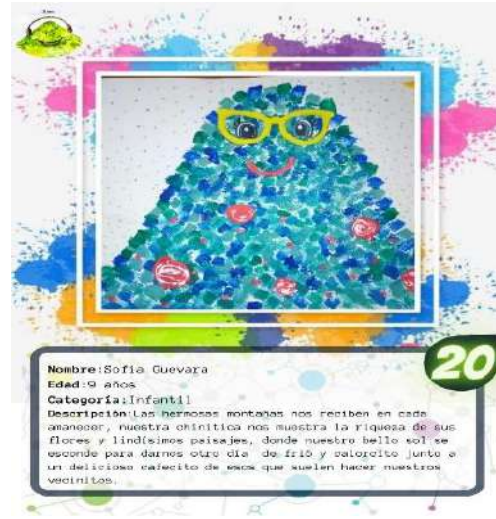 20
Nombre:Sofia Guevara
Edad:9 años
Categoría:Infantil
Descripción:Las hermosas montañas nos reciben en cada
amanecer, nuestra chinitica nos muestra la riqueza de sus
flores y lindísimos paisajes, donde nuestro bello sol se
esconde para darnos otro día de frió y calorcito junto a
un delicioso cafecito de esos que suelen hacer nuestros
vecinitos.